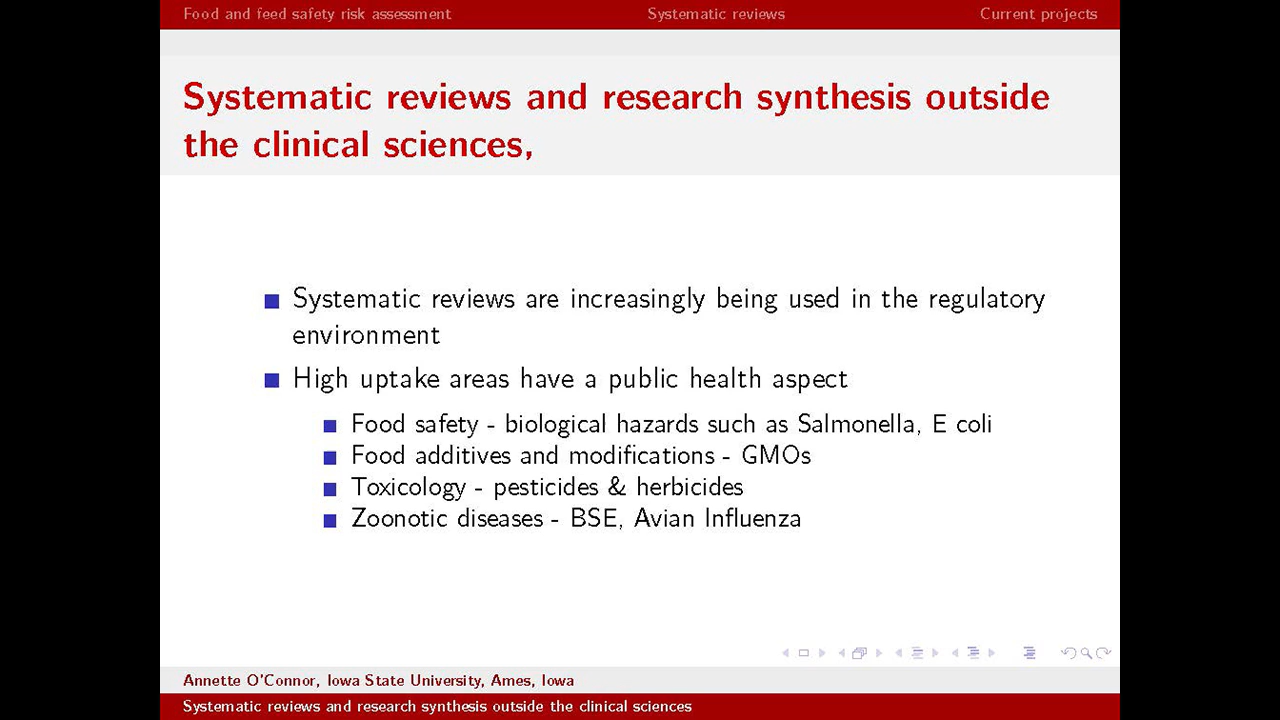 Food and feed safety risk assessment Systematic reviews Current projects
Systematic reviews and research synthesis outside
the clinical sciences,
Systematic reviews are increasingly being used in the regulatory
environment
High uptake areas have a public health aspect
Food safety - biological hazards such as Salmonella, E coli
Food additives and modifications - GMOs
Toxicology - pesticides & herbicides
Zoonotic diseases - BSE, Avian Influenza
Annette O'Connor, Iowa State University, Ames, Iowa
Systematic reviews and research synthesis outside the clinical sciences